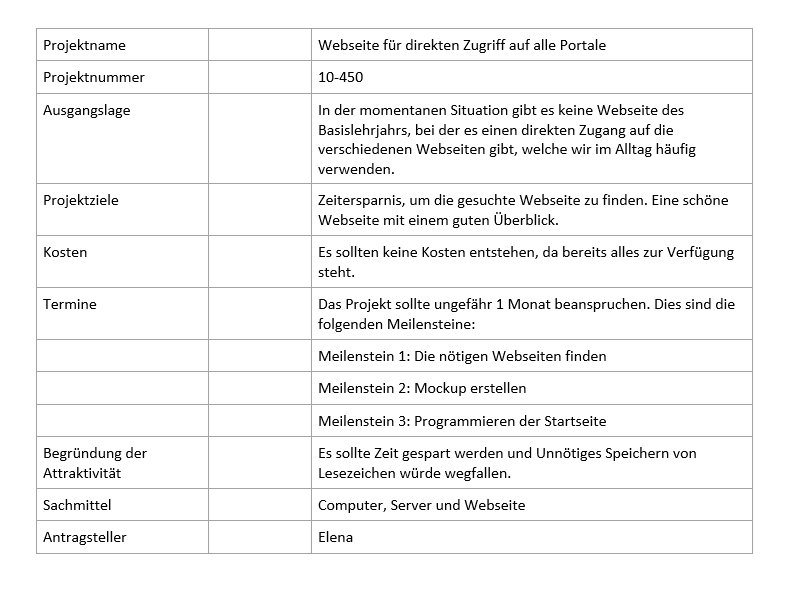 Projektname Webseite für direkten Zugriff auf alle Portale
Projektnummer 10-450
Ausgangslage In der momentanen Situation gibt es keine Webseite des
Basislehrjahrs, bei der es einen direkten Zugang auf die
verschiedenen Webseiten gibt, welche wir im Alltag häufig
verwenden.
Projektziele Zeitersparnis, um die gesuchte Webseite zu finden. Eine schöne
Webseite mit einem guten Überblick.
Kosten Es sollten keine Kosten entstehen, da bereits alles zur Verfügung
steht.
Termine Das Projekt sollte ungefähr 1 Monat beanspruchen. Dies sind die
folgenden Meilensteine:
Meilenstein 1: Die nötigen Webseiten finden
Meilenstein 2: Mockup erstellen
Meilenstein 3: Programmieren der Startseite
Begründung der Es sollte Zeit gespart werden und Unnötiges Speichern von
Attraktivität Lesezeichen würde wegfallen.
Sachmittel Computer, Server und Webseite
Antragsteller Elena